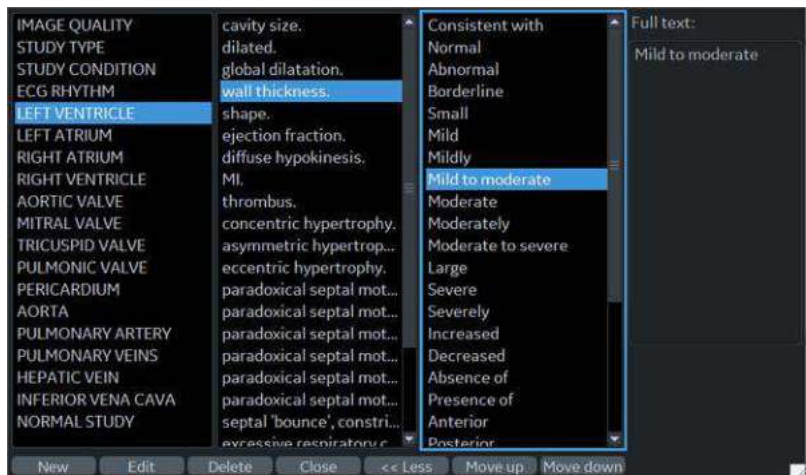 IMAGE QUALITY
STUDY TYPE
STUDY CONDITION
ECG RHYTHM
LEFT VENTRICLE
LEFT ATRIUM
RIGHT ATRIUM
RIGHT VENTRICLE
AORTIC VALVE
MITRAL VALVE
TRICUSPID VALVE
PULMONIC VALVE
PERICARDIUM
AORTA
PULMONARY ARTERY
PULMONARY VEINS
HEPATIC VEIN
INFERIOR VENA CAVA
NORMAL STUDY
cavity size.
dilated.
global dilatation.
wall thickness.
shape.
ejection fraction.
diffuse hypokinesis.
MI.
thrombus.
concentric hypertrophy.
asymmetric hypertrop...
eccentric hypertrophy.
paradoxical septal mot...
paradoxical septal mot...
paradoxical septal mot...
paradoxical septal mot...
paradoxical septal mot...
paradoxical septal mot...
septal 'bounce', constri...
excessive respiratory c
Consistent with
Normal
Abnormal
Borderline
Small
Mild
Mildly
Mild to moderate
Moderate
Moderately
Moderate to severe
Large
Severe
Severely
Increased
Decreased
Absence of
Presence of
Anterior
Posterior
Full text:
Mild to moderate
New Edit Delete Close << Less Move up Move down